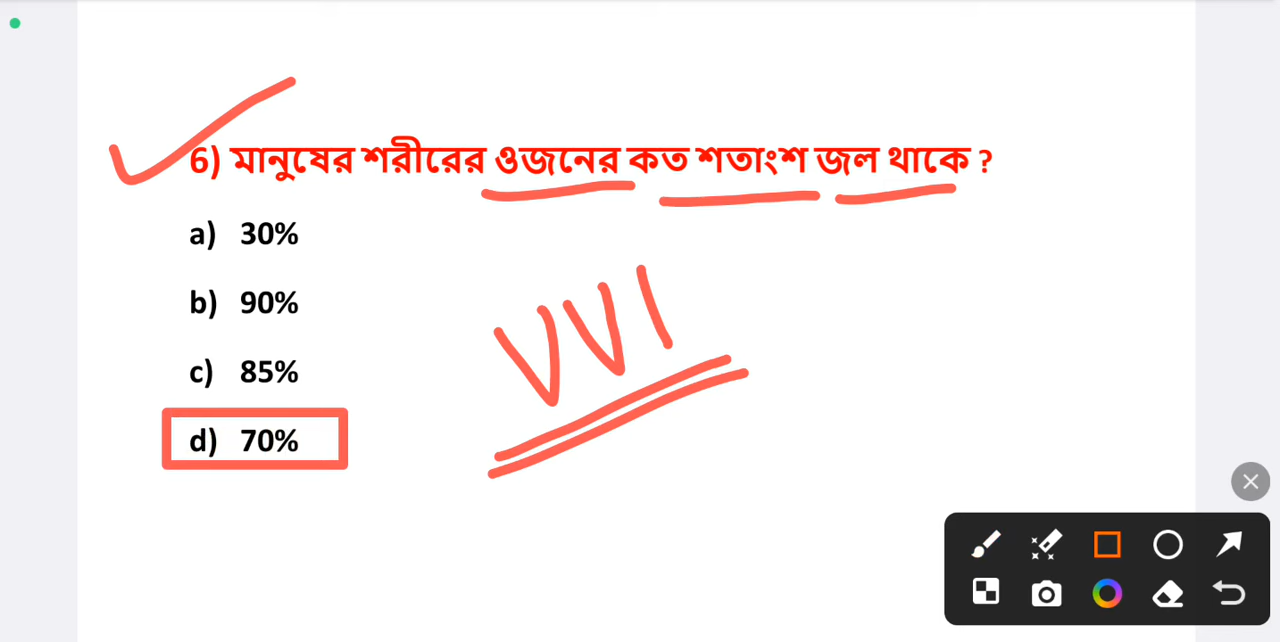 6) মানুষের শরীরের ওজনের কত শতাংশ জল থাকে ?
a) 30%
b) 90%
c) 85%
d) 70%
VVI